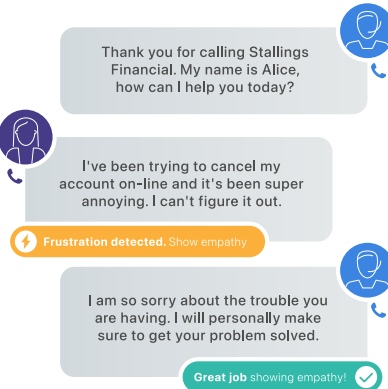 Thank you for calling Stallings
Financial. My name is Alice,
how can I help you today?
I've been trying to cancel my
account on-line and it's been super
annoying. I can't figure it out.
Frustration detected. Show empathy
I am so sorry about the trouble you
are having. I will personally make
sure to get your problem solved.
Great job showing empathy!